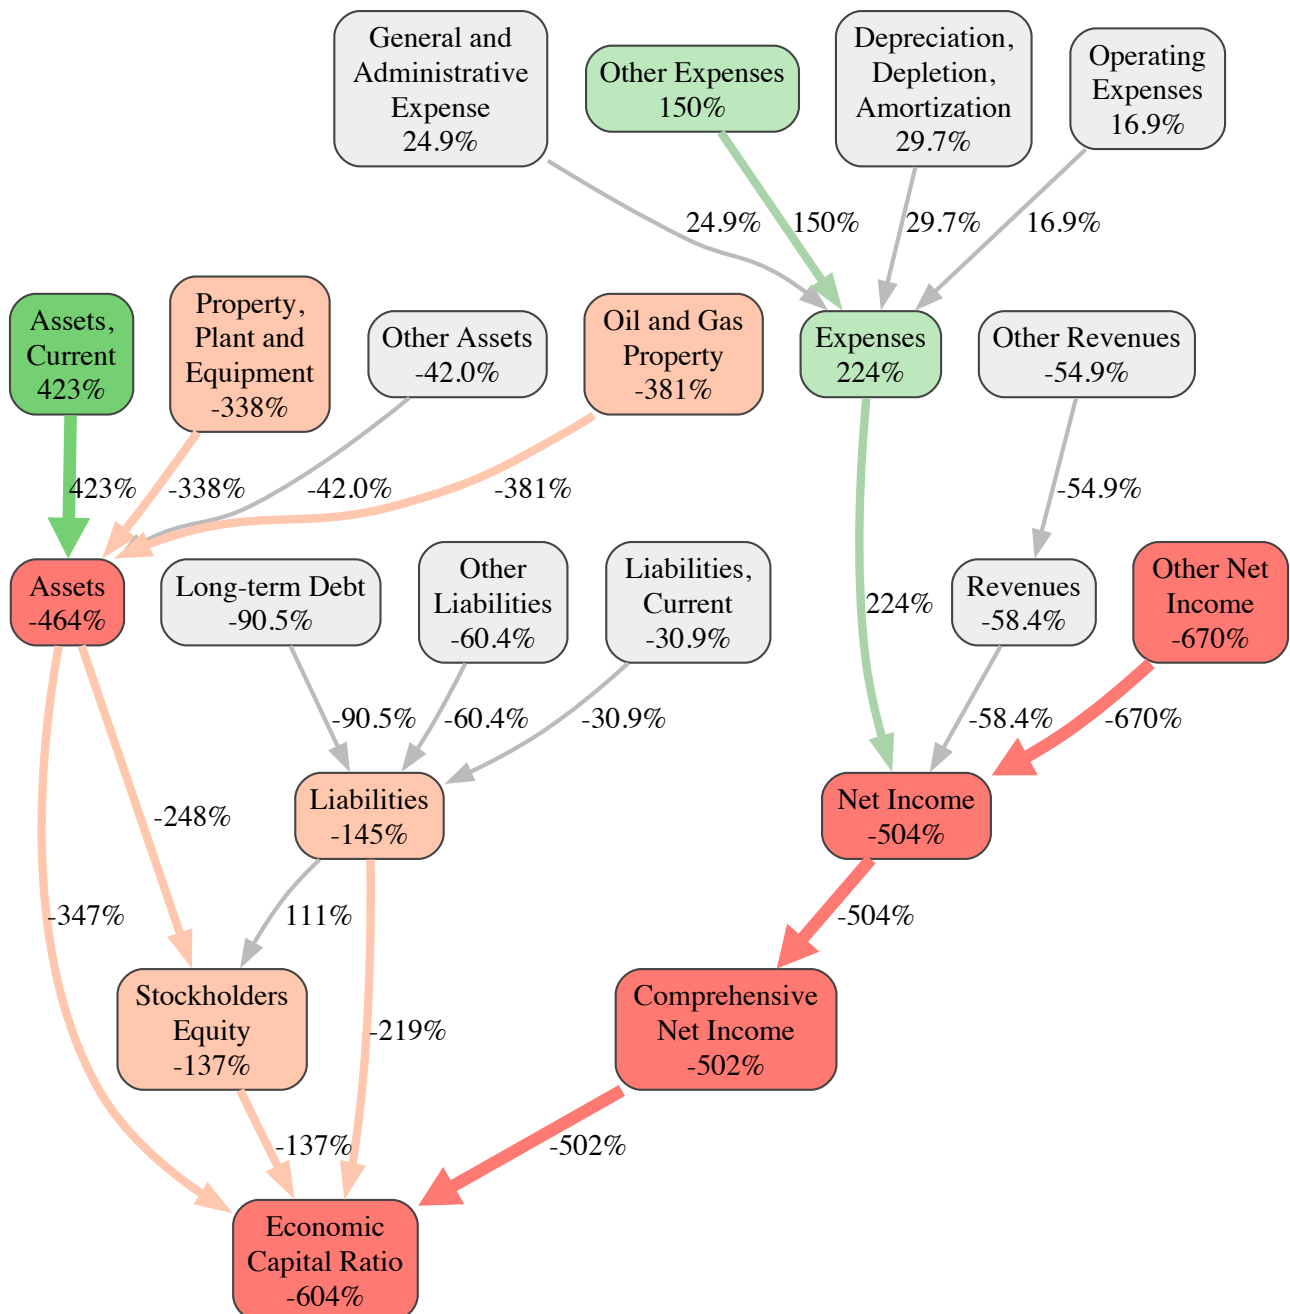 General and
Administrative
Expense
24.9%
Other Expenses
150%
Depreciation,
Depletion,
Amortization
29.7%
Operating
Expenses
16.9%
24.9%
150%
29.7%
16.9%
Assets,
Current
423%
Property,
Plant and
Equipment
-338%
Other Assets
-42.0%
Oil and Gas
Property
-381%
Expenses
224%
Other Revenues
-54.9%
423%
-338%
-42.0%
-381%
-54.9%
Assets
-464%
Long-term Debt
-90.5%
Other
Liabilities
-60.4%
Liabilities,
Current
-30.9%
224%
Revenues
-58.4%
Other Net
Income
-670%
-90.5%
-60.4%
-30.9%
-58.4%
-670%
-248%
Liabilities
-145%
Net Income
-504%
-347%
111%
-504%
Stockholders
Equity
-137%
-219%
Comprehensive
Net Income
-502%
-137%
-502%
Economic
Capital Ratio
-604%